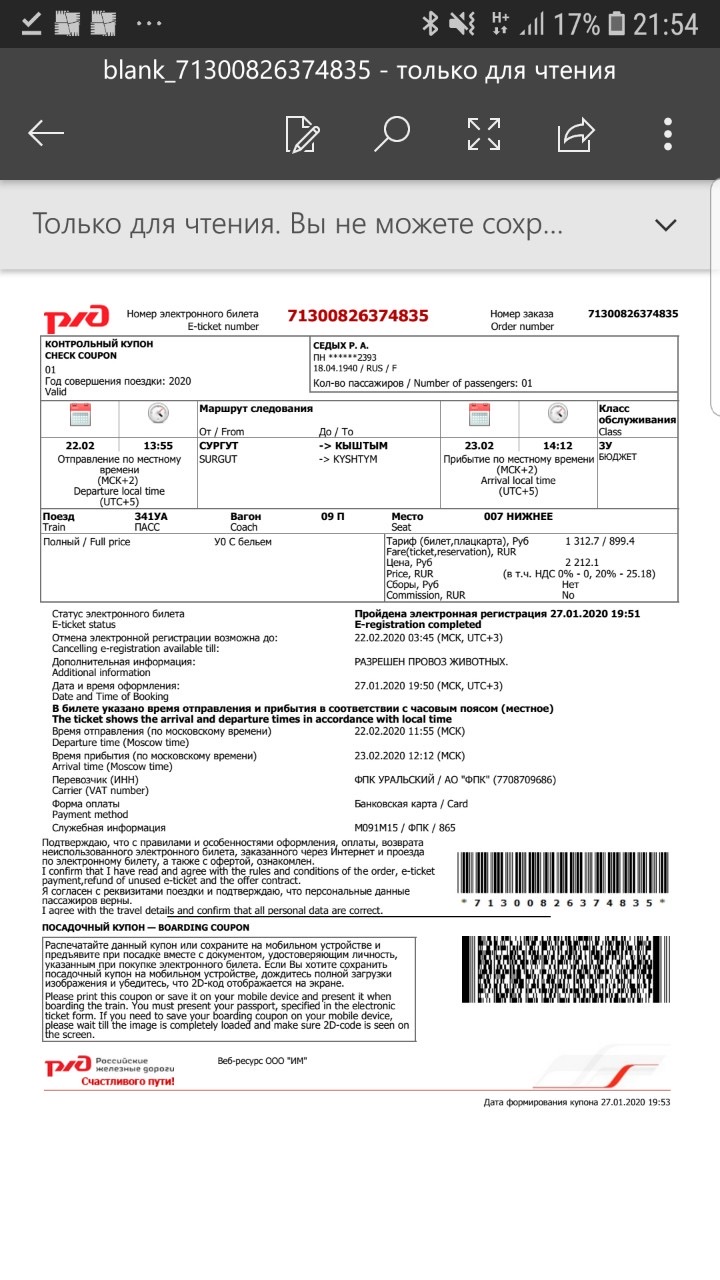 17% 21:54
blank_71300826374835 - только для чтения
Только для чтения. Вы не можете сохр...
РЖД Номер электронного билета 71300826374835 Номер заказа 71300826374835
E-ticket number Order number
КОНТРОЛЬНЫЙ КУПОН
CHECK COUPON
01
Год совершения поездки: 2020
Valid
СЕДЫХ Р. А.
ПН ******2393
18.04.1940 / RUS / F
Кол-во пассажиров / Number of passengers: 01
Маршрут следования
От / From До / To
Класс
обслуживания
Class
22.02 13:55 СУРГУТ -> КЫШТЫМ 23.02 14:12 3У
SURGUT -> KYSHTYM
БЮДЖЕТ
Отправление по местному
времени
(МСК+2)
Departure local time
(UTC+5)
Прибытие по местному
времени
(МСК+2)
Arrival local time
(UTC+5)
Поезд 341УА Вагон 09 П Место 007 НИЖНЕЕ
Train ПАСС Coach Seat
Полный / Full price У0 С бельем
Тариф (билет,плацкарта), Руб 1 312.7 / 899.4
Fare(ticket,reservation), RUR
Цена, Руб 2 212.1
Price, RUR (в т.ч. НДС 0% - 0, 20% - 25.18)
Сборы, Руб Нет
Commission, RUR No
Статус электронного билета Пройдена электронная регистрация 27.01.2020 19:51
E-ticket status E-registration completed
Отмена электронной регистрации возможна до: 22.02.2020 03:45 (МСК, UTC+3)
Cancelling e-registration available till:
Дополнительная информация: РАЗРЕШЕН ПРОВОЗ ЖИВОТНЫХ.
Additional information
Дата и время оформления: 27.01.2020 19:50 (МСК, UTC+3)
Date and Time of Booking
В билете указано время отправления и прибытия в соответствии с часовым поясом (местное)
The ticket shows the arrival and departure times in accordance with local time
Время отправления (по московскому времени) 22.02.2020 11:55 (МСК)
Departure time (Moscow time)
Время прибытия (по московскому времени) 23.02.2020 12:12 (МСК)
Arrival time (Moscow time)
Перевозчик (ИНН) ФПК УРАЛЬСКИЙ / АО "ФПК" (7708709686)
Carrier (VAT number)
Форма оплаты Банковская карта / Card
Payment method
Служебная информация М091М15 / ФПК / 865
Подтверждаю, что с правилами и особенностями оформления, оплаты, возврата
неиспользованного электронного билета, заказанного через Интернет и проезда
по электронному билету, а также с офертой, ознакомлен.
I confirm that I have read and agree with the rules and conditions of the order, e-ticket
payment,refund of unused e-ticket and the offer contract.
Я согласен с реквизитами поездки и подтверждаю, что персональные данные
пассажиров верны.
I agree with the travel details and confirm that all personal data are correct.
*71300826374835*
ПОСАДОЧНЫЙ КУПОН — BOARDING COUPON
Распечатайте данный купон или сохраните на мобильном устройстве и
предъявите при посадке вместе с документом, удостоверяющим личность,
указанным при покупке электронного билета. Если Вы хотите сохранить
посадочный купон на мобильном устройстве, дождитесь полной загрузки
изображения и убедитесь, что 2D-код отображается на экране.
Please print this coupon or save it on your mobile device and present it when
boarding the train. You must present your passport, specified in the electronic
ticket form. If you need to save your boarding coupon on your mobile device,
please wait till the image is completely loaded and make sure 2D-code is seen on
the screen.
РЖД Российские
железные дороги
Счастливого пути!
Веб-ресурс ООО "ИМ"
Дата формирования купона 27.01.2020 19:53